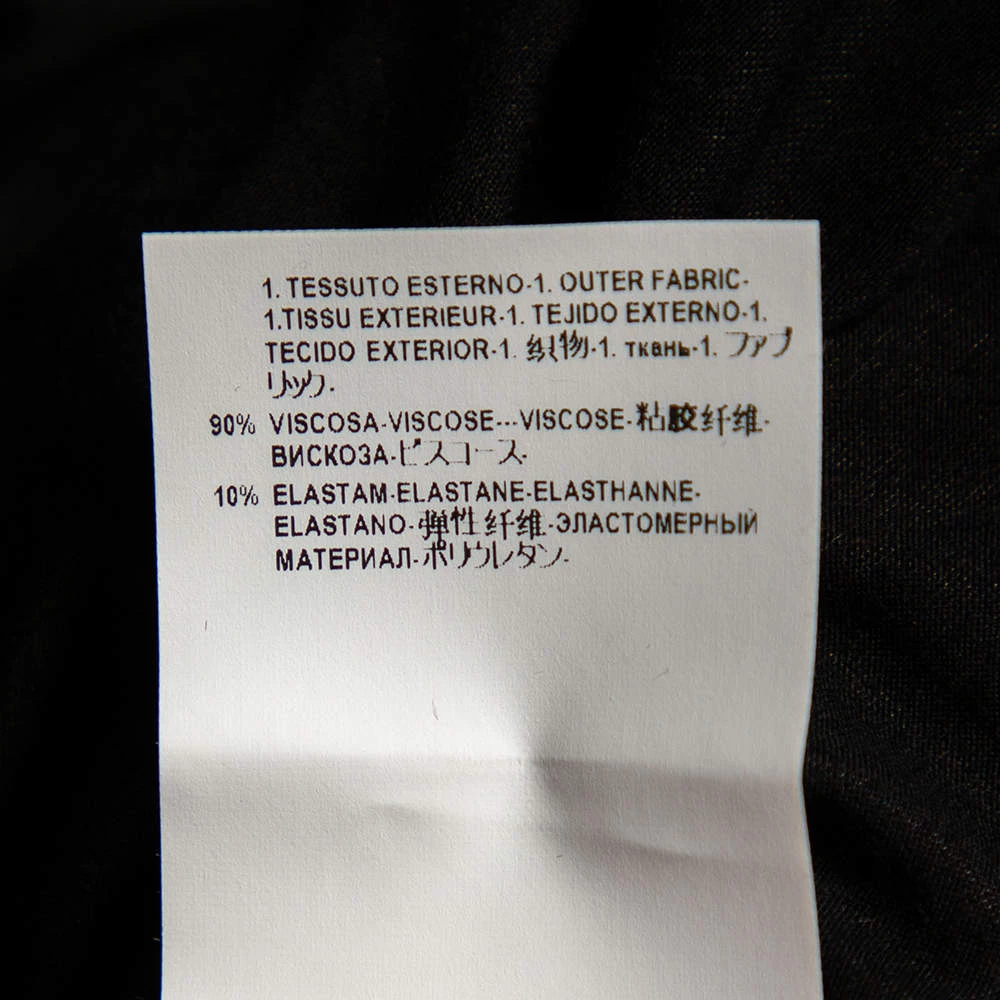 1. TESSUTO ESTERNO-1. OUTER FABRIC-
1.TISSU EXTERIEUR-1. TEJIDO EXTERNO-1.
TECIDO EXTERIOR-1. 织物-1. ткань-1. ファブ
リック-
90% VISCOSA-VISCOSE---VISCOSE-粘胶纤维-
ВИСКОЗА-ビスコース-
10% ELASTAM-ELASTANE-ELASTHANNE-
ELASTANO-弹性纤维-ЭЛАСТОМЕРНЫЙ
МАТЕРИАЛ-ポリウレタン-